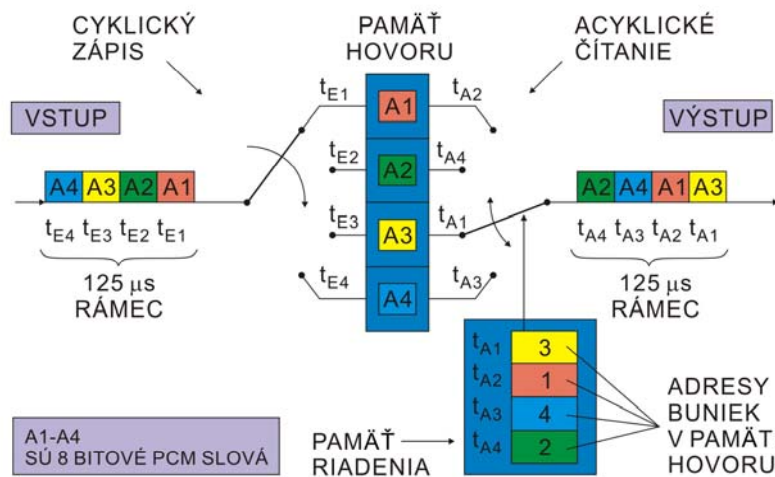 CYKLICKÝ
ZÁPIS
PAMÄŤ
HOVORU
ACYKLICKÉ
ČÍTANIE
VSTUP
VÝSTUP
tE1
A1
tA2
tE2
A2
tA4
tE3
A3
tA1
tE4
A4
tA3
A4 A3 A2 A1
tE4 tE3 tE2 tE1
125 µs
RÁMEC
A2 A4 A1 A3
tA4 tA3 tA2 tA1
125 µs
RÁMEC
tA1 3
tA2 1
tA3 4
tA4 2
PAMÄŤ
RIADENIA
ADRESY
BUNIEK
V PAMÄT
HOVORU
A1-A4
SÚ 8 BITOVÉ PCM SLOVÁ